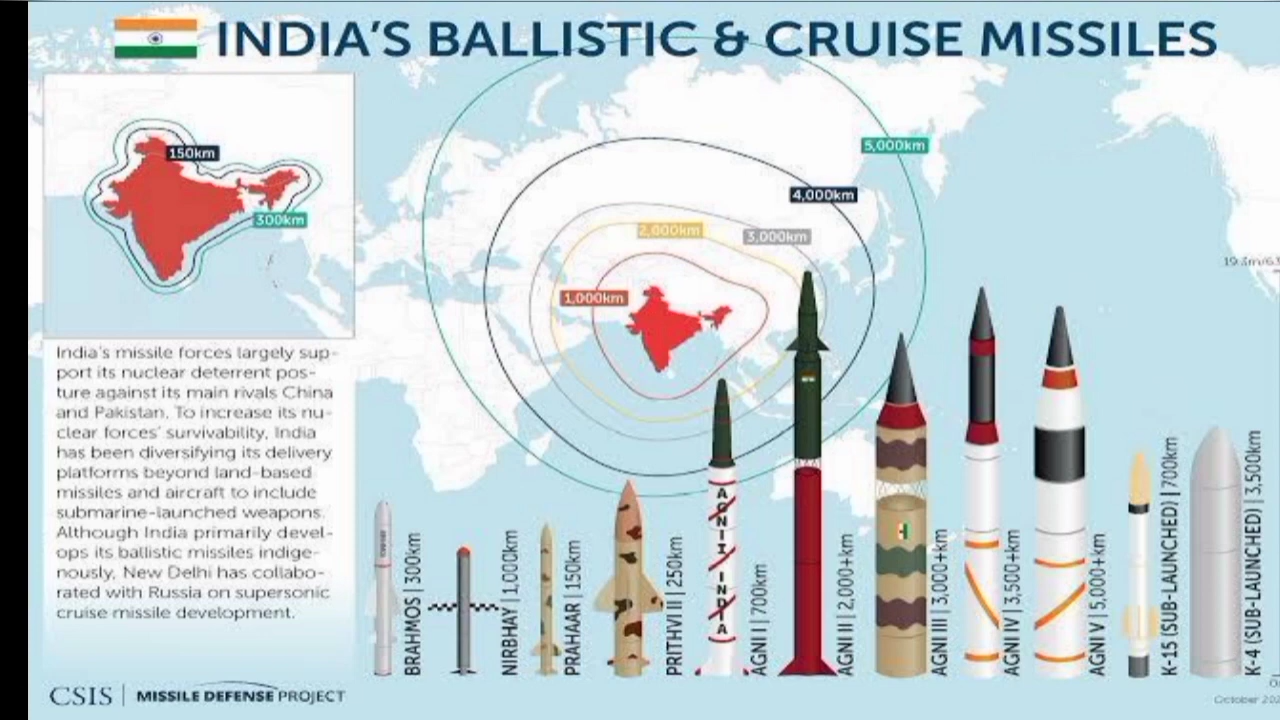 INDIA'S BALLISTIC & CRUISE MISSILES
150km
300km
5,000km
4,000km
2,000km
3,000km
1,000km
India's missile forces largely sup-
port its nuclear deterrent pos-
ture against its main rivals China
and Pakistan. To increase its nu-
clear forces' survivability, India
has been diversifying its delivery
platforms beyond land-based
missiles and aircraft to include
submarine-launched weapons.
Although India primarily devel-
ops its ballistic missiles indige-
nously, New Delhi has collabo-
rated with Russia on supersonic
cruise missile development.
BRAHMOS | 300km
NIRBHAY | 1,000km
PRAHAAR | 150km
PRITHVI II | 250km
AGNI I INDIA
AGNI I | 700km
AGNI II | 2,000+km
AGNI III | 3,000+km
AGNI IV | 3,500+km
AGNI V | 5,000+km
K-15 (SUB-LAUNCHED) | 700km
K-4 (SUB-LAUNCHED) | 3,500km
CSIS | MISSILE DEFENSE PROJECT
October